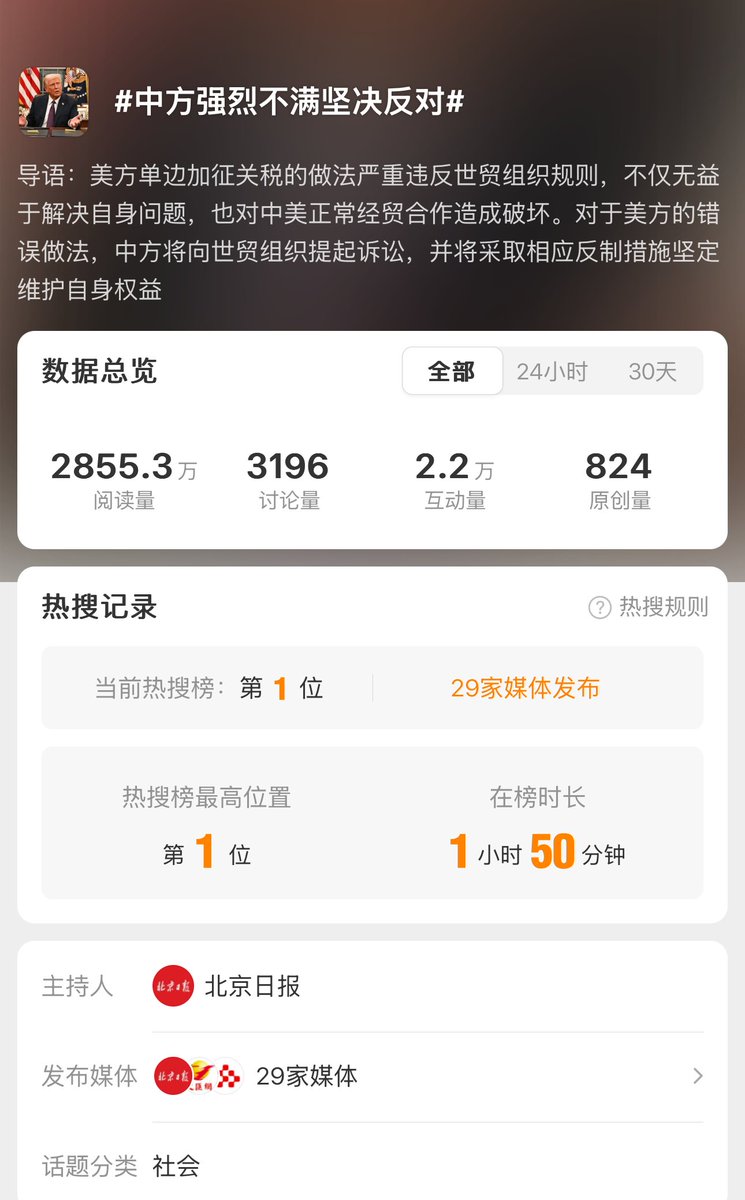 #中方强烈不满坚决反对#
导语：美方单边加征关税的做法严重违反世贸组织规则，不仅无益
于解决自身问题，也对中美正常经贸合作造成破坏。对于美方的错
误做法，中方将向世贸组织提起诉讼，并将采取相应反制措施坚定
维护自身权益
数据总览
全部 24小时 30天
2855.3万 3196 2.2万 824
阅读量 讨论量 互动量 原创量
热搜记录 ? 热搜规则
当前热搜榜：第 1 位 29家媒体发布
热搜榜最高位置 在榜时长
第 1 位 1 小时 50 分钟
主持人 北京日报 北京日报
发布媒体 北京日报 29家媒体
话题分类 社会